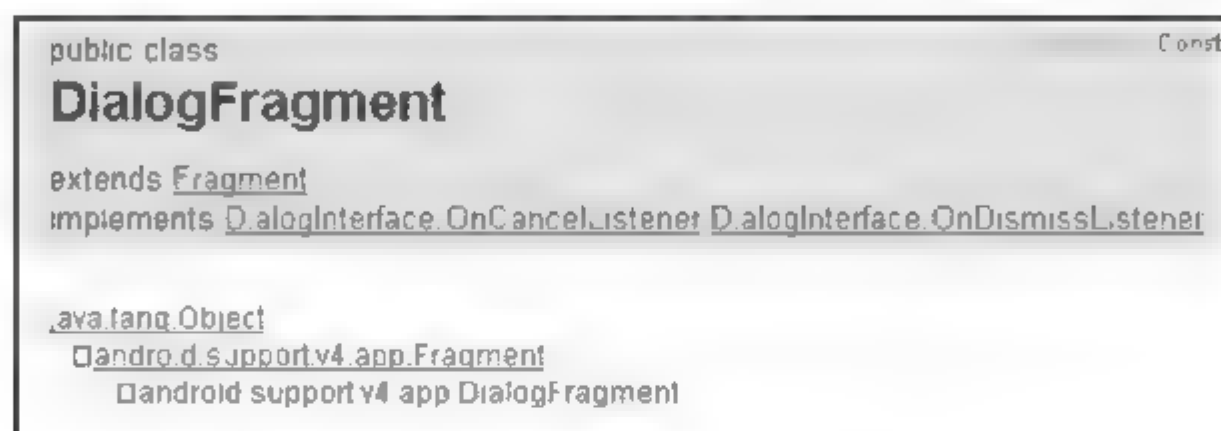 public class
Const
DialogFragment
extends Fragment
implements DialogInterface.OnCancelListener DialogInterface.OnDismissListener
java.lang.Object
android.support.v4.app.Fragment
android.support.v4.app.DialogFragment